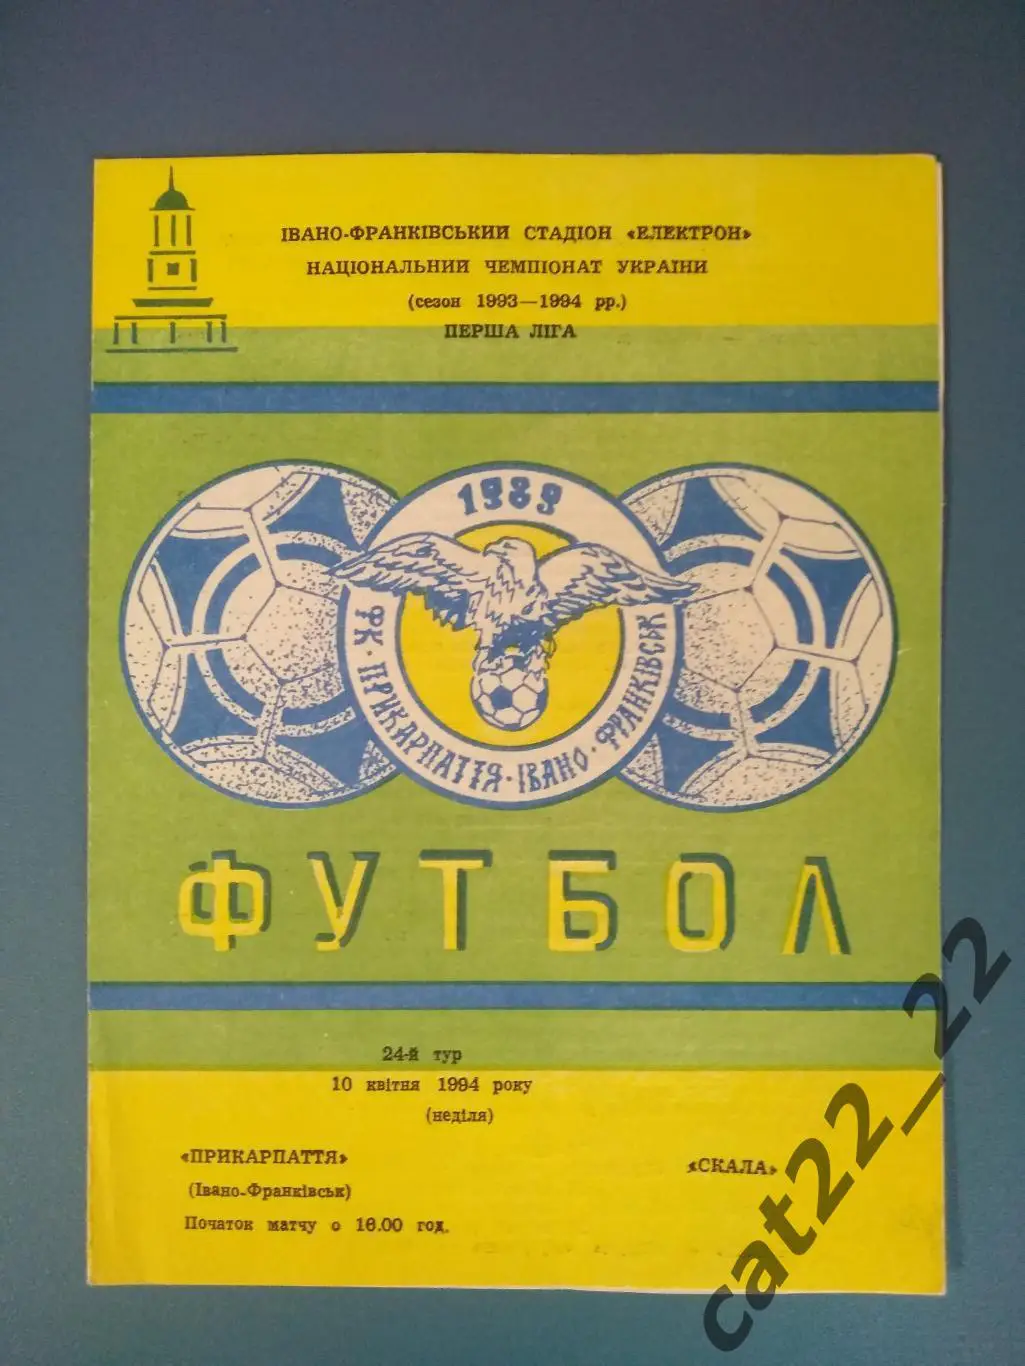 ІВАНО-ФРАНКІВСЬКИЙ СТАДІОН «ЕЛЕКТРОН»
НАЦІОНАЛЬНИЙ ЧЕМПІОНАТ УКРАЇНИ
(сезон 1993—1994 рр.)
ПЕРША ЛІГА
1989
ФК · ПРИКАРПАТТЯ · ІВАНО · ФРАНКІВСЬК
ФУТБОЛ
24-й тур
10 квітня 1994 року
(неділя)
«ПРИКАРПАТТЯ»
«СКАЛА»
(Івано-Франківськ)
Початок матчу о 16.00 год.
cat22_22